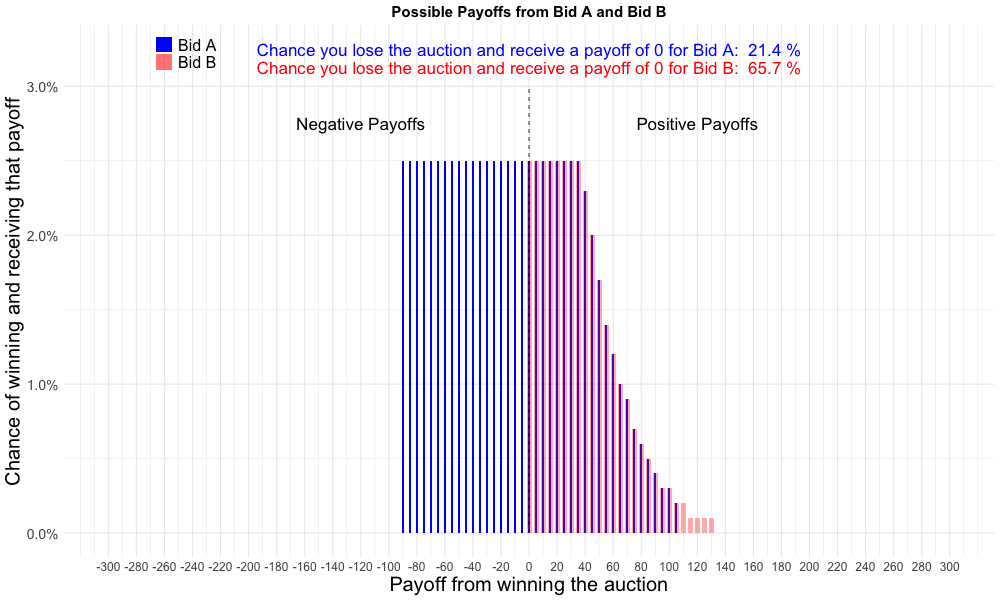 Possible Payoffs from Bid A and Bid B
Bid A
Bid B
Chance you lose the auction and receive a payoff of 0 for Bid A:  21.4 %
Chance you lose the auction and receive a payoff of 0 for Bid B:  65.7 %
Negative Payoffs
Positive Payoffs
Chance of winning and receiving that payoff
3.0%
2.0%
1.0%
0.0%
-300 -280 -260 -240 -220 -200 -180 -160 -140 -120 -100 -80 -60 -40 -20 0 20 40 60 80 100 120 140 160 180 200 220 240 260 280 300
Payoff from winning the auction